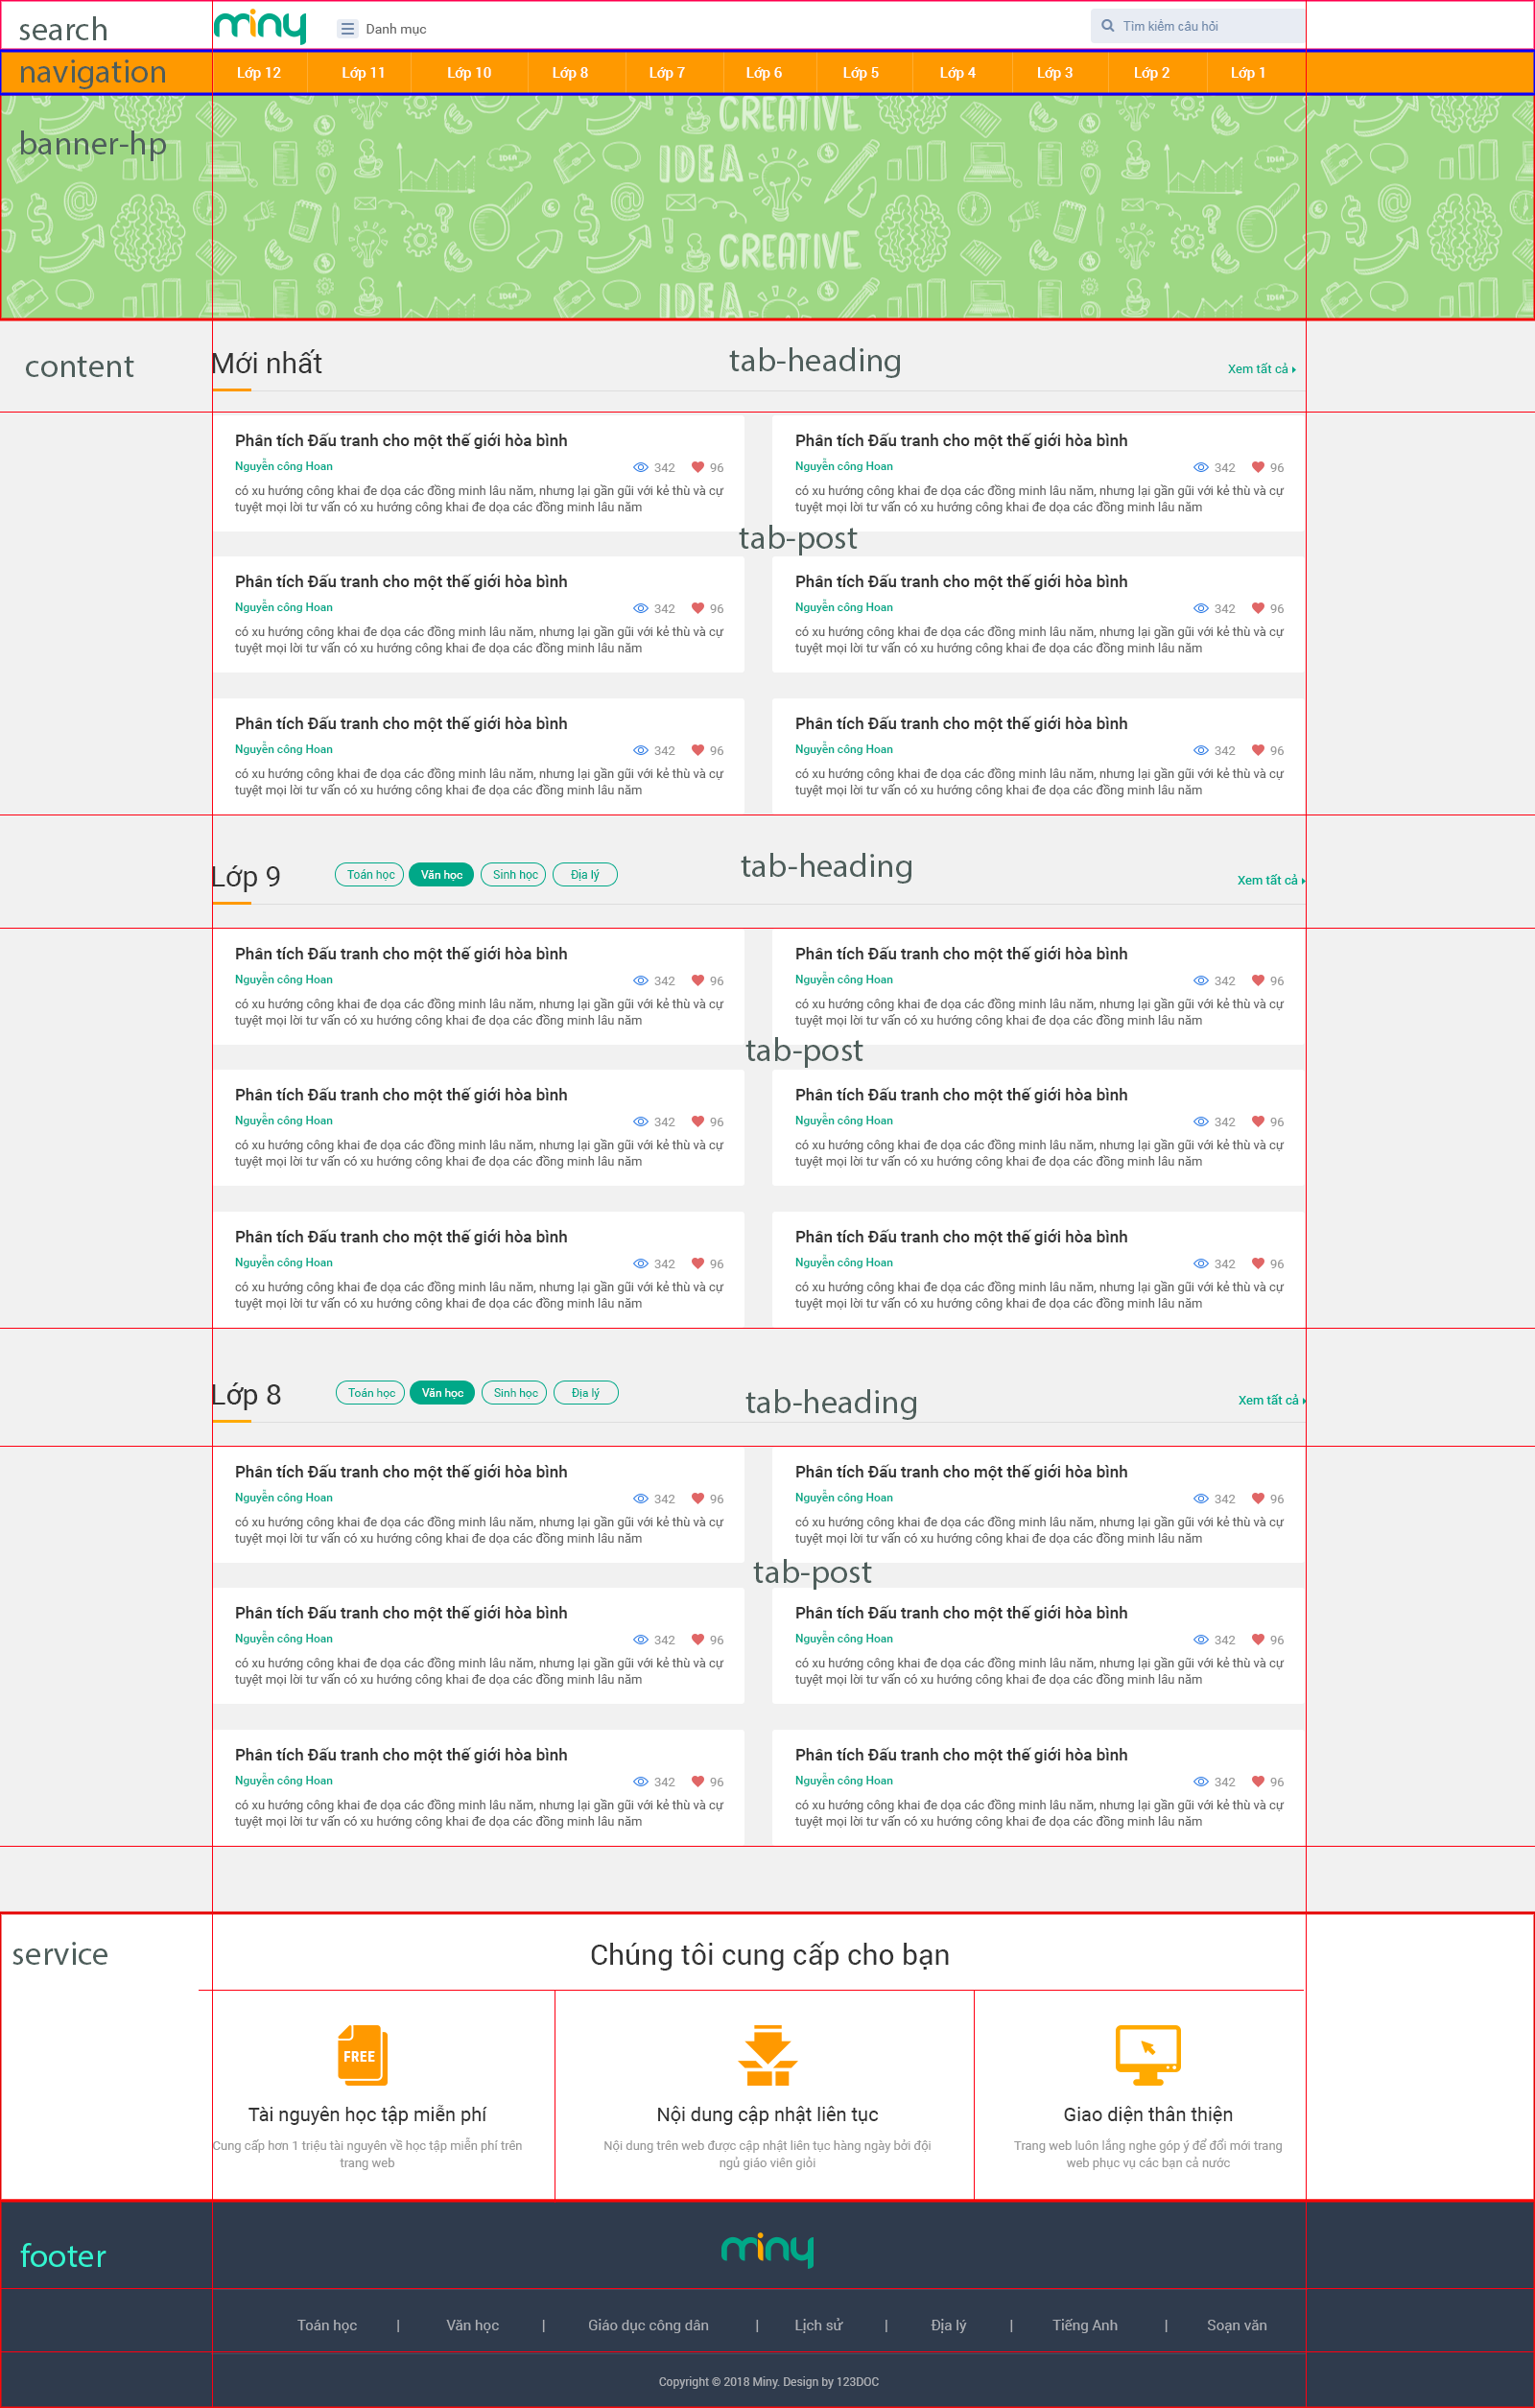 search
miny
Danh mục
Tìm kiếm câu hỏi
navigation
Lớp 12
Lớp 11
Lớp 10
Lớp 8
Lớp 7
Lớp 6
Lớp 5
Lớp 4
Lớp 3
Lớp 2
Lớp 1
banner-hp
CREATIVE
IDEA
CREATIVE
IDEA
content
Mới nhất
tab-heading
Xem tất cả
Phân tích Đấu tranh cho một thế giới hòa bình
Nguyễn công Hoan
342
96
có xu hướng công khai đe dọa các đồng minh lâu năm, nhưng lại gần gũi với kẻ thù và cự
tuyệt mọi lời tư vấn có xu hướng công khai đe dọa các đồng minh lâu năm
Phân tích Đấu tranh cho một thế giới hòa bình
Nguyễn công Hoan
342
96
có xu hướng công khai đe dọa các đồng minh lâu năm, nhưng lại gần gũi với kẻ thù và cự
tuyệt mọi lời tư vấn có xu hướng công khai đe dọa các đồng minh lâu năm
tab-post
Phân tích Đấu tranh cho một thế giới hòa bình
Nguyễn công Hoan
342
96
có xu hướng công khai đe dọa các đồng minh lâu năm, nhưng lại gần gũi với kẻ thù và cự
tuyệt mọi lời tư vấn có xu hướng công khai đe dọa các đồng minh lâu năm
Phân tích Đấu tranh cho một thế giới hòa bình
Nguyễn công Hoan
342
96
có xu hướng công khai đe dọa các đồng minh lâu năm, nhưng lại gần gũi với kẻ thù và cự
tuyệt mọi lời tư vấn có xu hướng công khai đe dọa các đồng minh lâu năm
Phân tích Đấu tranh cho một thế giới hòa bình
Nguyễn công Hoan
342
96
có xu hướng công khai đe dọa các đồng minh lâu năm, nhưng lại gần gũi với kẻ thù và cự
tuyệt mọi lời tư vấn có xu hướng công khai đe dọa các đồng minh lâu năm
Phân tích Đấu tranh cho một thế giới hòa bình
Nguyễn công Hoan
342
96
có xu hướng công khai đe dọa các đồng minh lâu năm, nhưng lại gần gũi với kẻ thù và cự
tuyệt mọi lời tư vấn có xu hướng công khai đe dọa các đồng minh lâu năm
Lớp 9
Toán học
Văn học
Sinh học
Địa lý
tab-heading
Xem tất cả
Phân tích Đấu tranh cho một thế giới hòa bình
Nguyễn công Hoan
342
96
có xu hướng công khai đe dọa các đồng minh lâu năm, nhưng lại gần gũi với kẻ thù và cự
tuyệt mọi lời tư vấn có xu hướng công khai đe dọa các đồng minh lâu năm
Phân tích Đấu tranh cho một thế giới hòa bình
Nguyễn công Hoan
342
96
có xu hướng công khai đe dọa các đồng minh lâu năm, nhưng lại gần gũi với kẻ thù và cự
tuyệt mọi lời tư vấn có xu hướng công khai đe dọa các đồng minh lâu năm
tab-post
Phân tích Đấu tranh cho một thế giới hòa bình
Nguyễn công Hoan
342
96
có xu hướng công khai đe dọa các đồng minh lâu năm, nhưng lại gần gũi với kẻ thù và cự
tuyệt mọi lời tư vấn có xu hướng công khai đe dọa các đồng minh lâu năm
Phân tích Đấu tranh cho một thế giới hòa bình
Nguyễn công Hoan
342
96
có xu hướng công khai đe dọa các đồng minh lâu năm, nhưng lại gần gũi với kẻ thù và cự
tuyệt mọi lời tư vấn có xu hướng công khai đe dọa các đồng minh lâu năm
Phân tích Đấu tranh cho một thế giới hòa bình
Nguyễn công Hoan
342
96
có xu hướng công khai đe dọa các đồng minh lâu năm, nhưng lại gần gũi với kẻ thù và cự
tuyệt mọi lời tư vấn có xu hướng công khai đe dọa các đồng minh lâu năm
Phân tích Đấu tranh cho một thế giới hòa bình
Nguyễn công Hoan
342
96
có xu hướng công khai đe dọa các đồng minh lâu năm, nhưng lại gần gũi với kẻ thù và cự
tuyệt mọi lời tư vấn có xu hướng công khai đe dọa các đồng minh lâu năm
Lớp 8
Toán học
Văn học
Sinh học
Địa lý
tab-heading
Xem tất cả
Phân tích Đấu tranh cho một thế giới hòa bình
Nguyễn công Hoan
342
96
có xu hướng công khai đe dọa các đồng minh lâu năm, nhưng lại gần gũi với kẻ thù và cự
tuyệt mọi lời tư vấn có xu hướng công khai đe dọa các đồng minh lâu năm
Phân tích Đấu tranh cho một thế giới hòa bình
Nguyễn công Hoan
342
96
có xu hướng công khai đe dọa các đồng minh lâu năm, nhưng lại gần gũi với kẻ thù và cự
tuyệt mọi lời tư vấn có xu hướng công khai đe dọa các đồng minh lâu năm
tab-post
Phân tích Đấu tranh cho một thế giới hòa bình
Nguyễn công Hoan
342
96
có xu hướng công khai đe dọa các đồng minh lâu năm, nhưng lại gần gũi với kẻ thù và cự
tuyệt mọi lời tư vấn có xu hướng công khai đe dọa các đồng minh lâu năm
Phân tích Đấu tranh cho một thế giới hòa bình
Nguyễn công Hoan
342
96
có xu hướng công khai đe dọa các đồng minh lâu năm, nhưng lại gần gũi với kẻ thù và cự
tuyệt mọi lời tư vấn có xu hướng công khai đe dọa các đồng minh lâu năm
Phân tích Đấu tranh cho một thế giới hòa bình
Nguyễn công Hoan
342
96
có xu hướng công khai đe dọa các đồng minh lâu năm, nhưng lại gần gũi với kẻ thù và cự
tuyệt mọi lời tư vấn có xu hướng công khai đe dọa các đồng minh lâu năm
Phân tích Đấu tranh cho một thế giới hòa bình
Nguyễn công Hoan
342
96
có xu hướng công khai đe dọa các đồng minh lâu năm, nhưng lại gần gũi với kẻ thù và cự
tuyệt mọi lời tư vấn có xu hướng công khai đe dọa các đồng minh lâu năm
service
Chúng tôi cung cấp cho bạn
FREE
Tài nguyên học tập miễn phí
Cung cấp hơn 1 triệu tài nguyên về học tập miễn phí trên
trang web
Nội dung cập nhật liên tục
Nội dung trên web được cập nhật liên tục hàng ngày bởi đội
ngủ giáo viên giỏi
Giao diện thân thiện
Trang web luôn lắng nghe góp ý để đổi mới trang
web phục vụ các bạn cả nước
footer
miny
Toán học | Văn học | Giáo dục công dân | Lịch sử | Địa lý | Tiếng Anh | Soạn văn
Copyright © 2018 Miny. Design by 123DOC